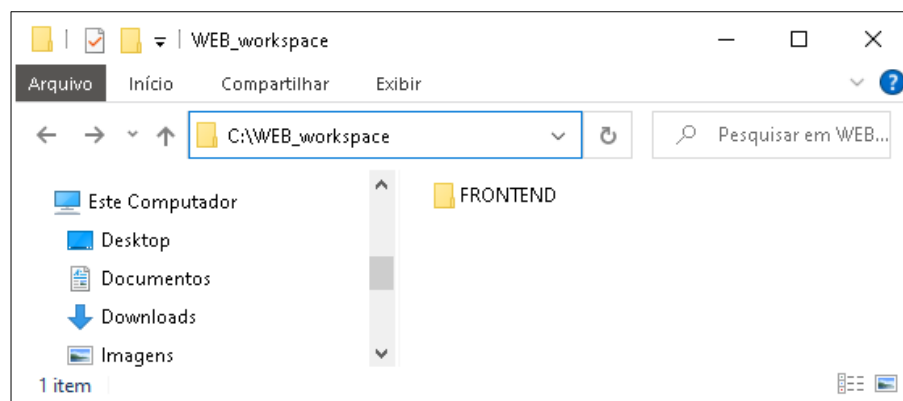 WEB_workspace
Arquivo Início Compartilhar Exibir ?
C:\WEB_workspace Pesquisar em WEB...
Este Computador
Desktop
Documentos
Downloads
Imagens
FRONTEND
1 item